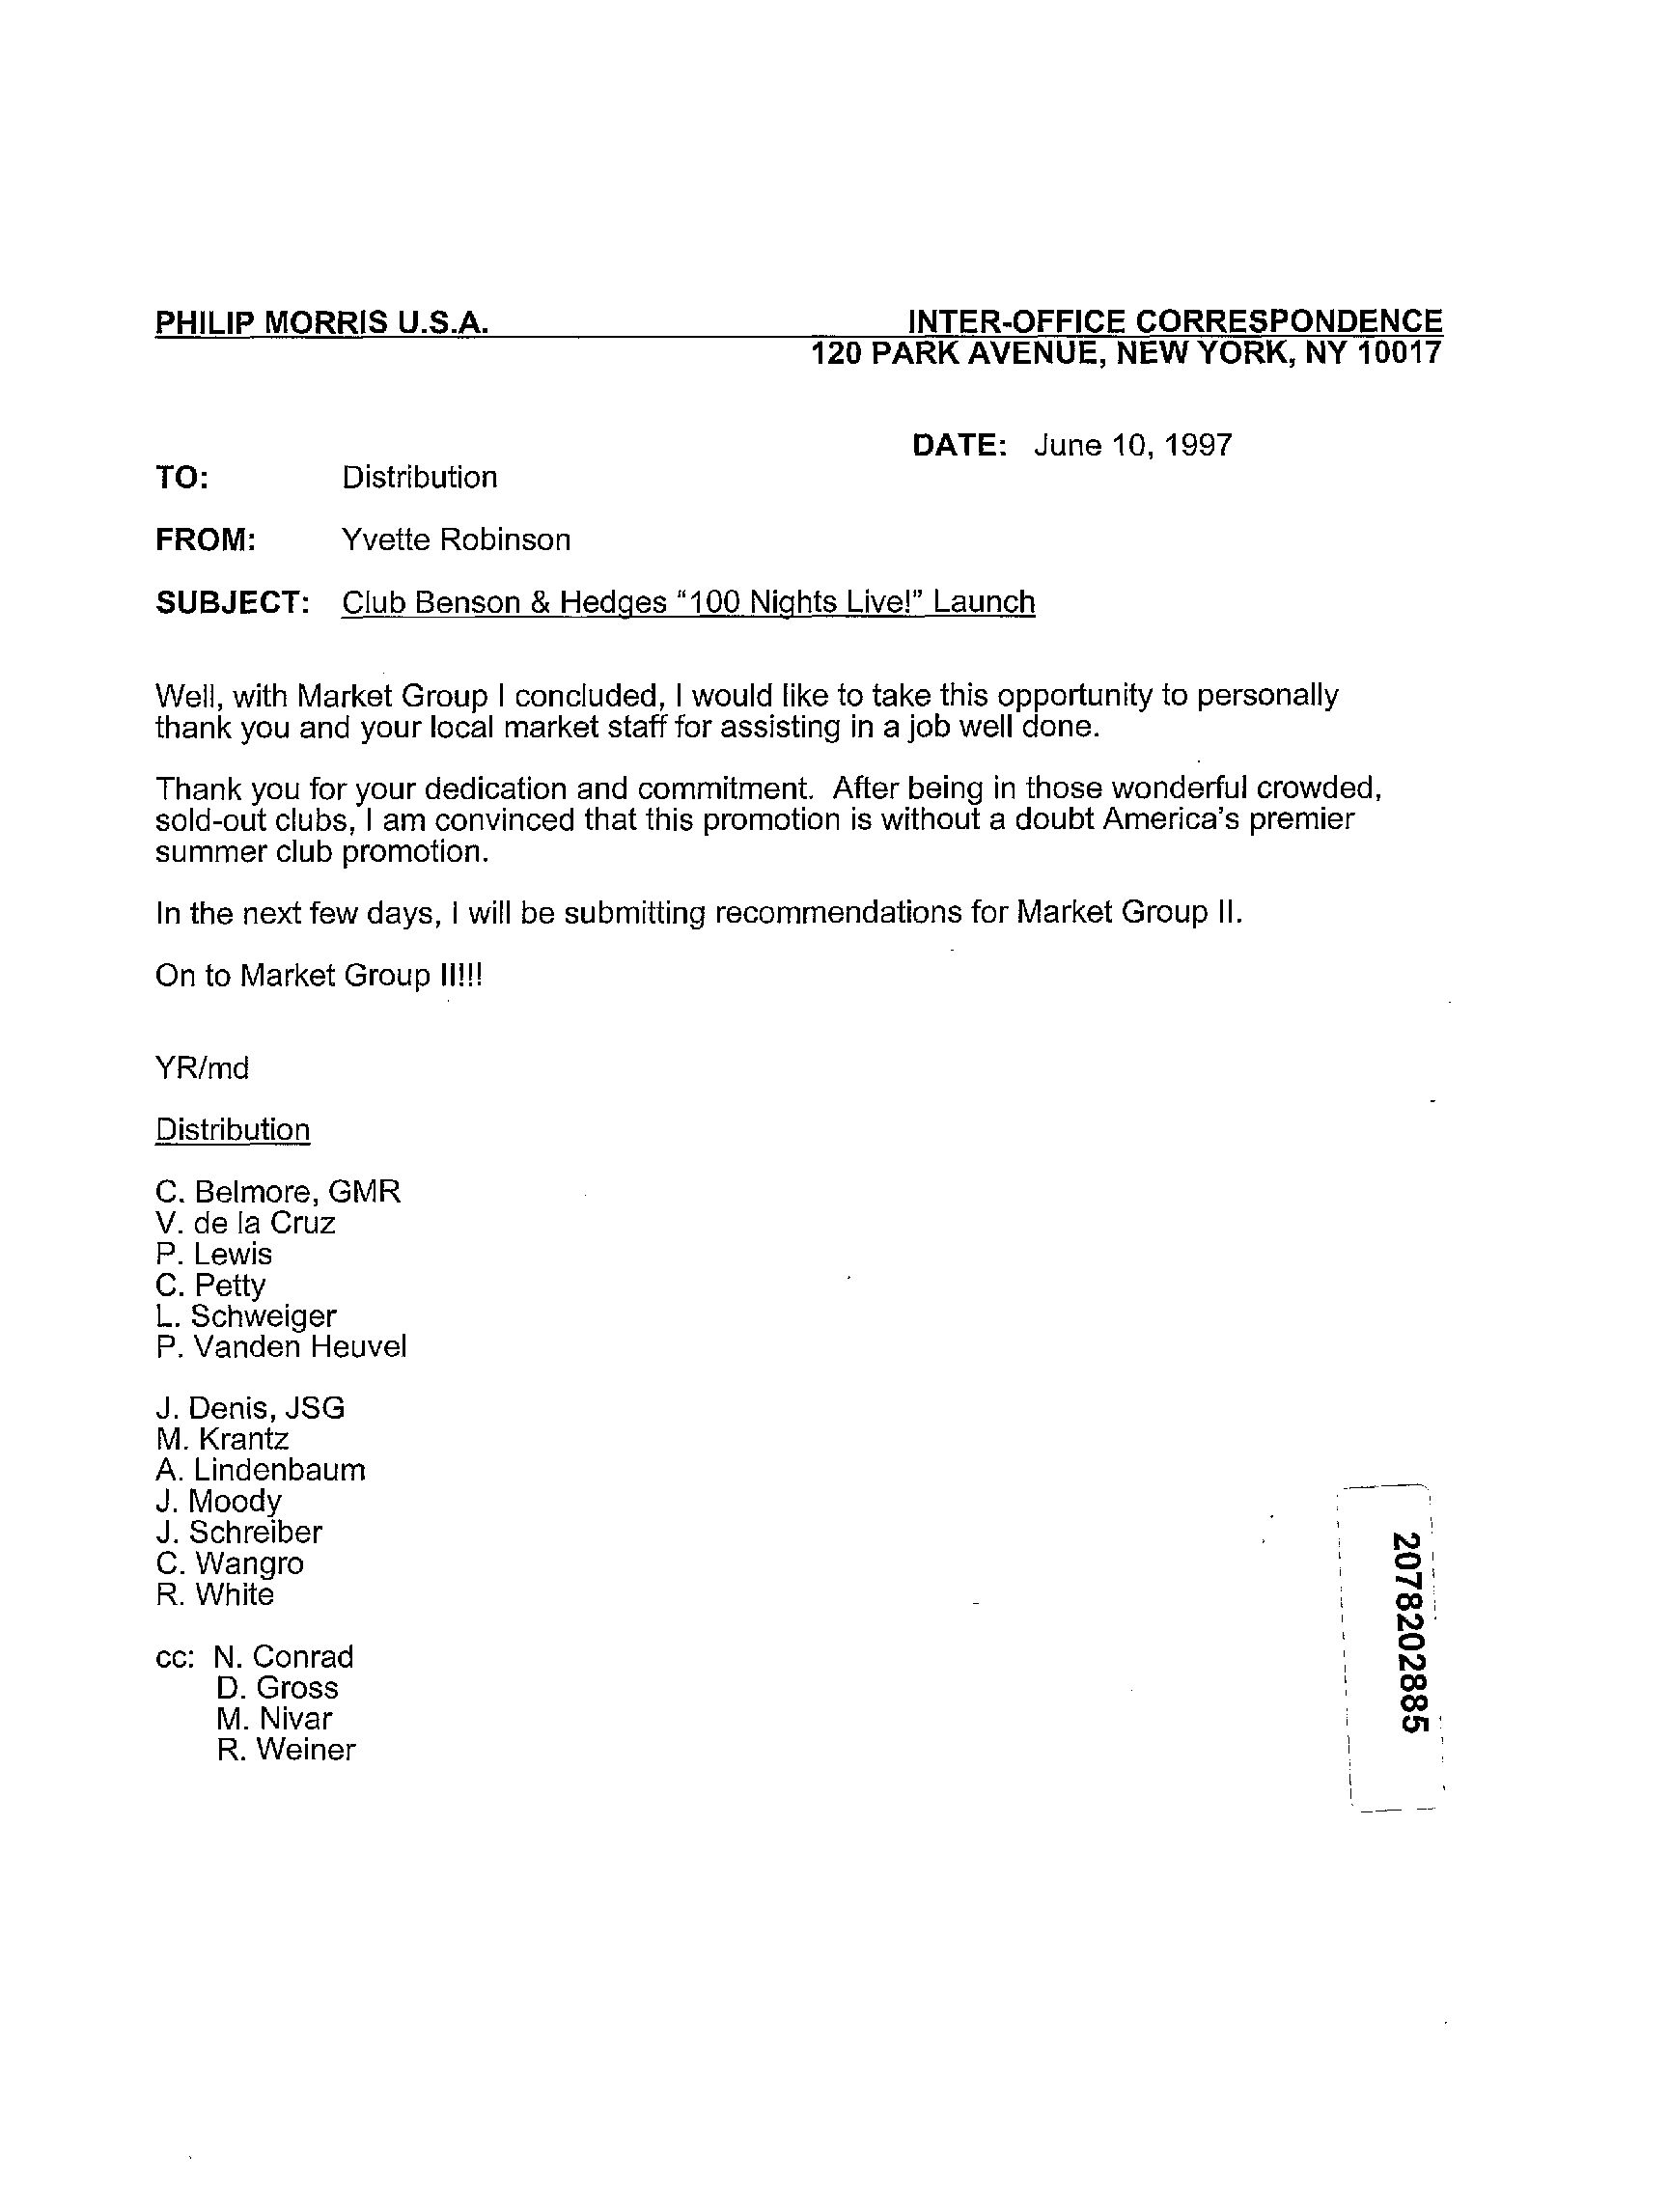 PHILIP MORRIS U.S.A. INTER-OFFICE CORRESPONDENCE
120 PARK AVENUE, NEW YORK, NY 10017
DATE: June 10, 1997
TO: Distribution
FROM: Yvette Robinson
SUBJECT: Club Benson & Hedges “100 Nights Live!” Launch
Well, with Market Group I concluded, I would like to take this opportunity to personally
thank you and your local market staff for assisting in a job well done.
Thank you for your dedication and commitment. After being in those wonderful crowded,
sold-out clubs, I am convinced that this promotion is without a doubt America's premier
summer club promotion.
In the next few days, I will be submitting recommendations for Market Group II.
On to Market Group II!!!
YR/md
Distribution
C. Belmore, GMR
V. de la Cruz
P. Lewis
C. Petty
L. Schweiger
P. Vanden Heuvel
J. Denis, JSG
M. Krantz
A. Lindenbaum
J. Moody
J. Schreiber
C. Wangro
R. White
cc: N. Conrad
D. Gross
M. Nivar
R. Weiner
2078202885